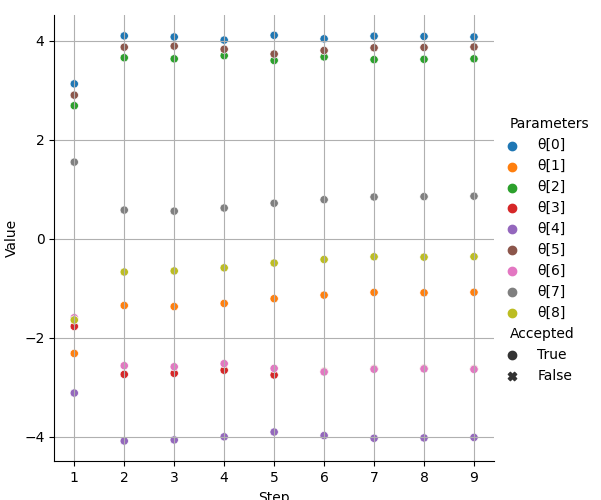 4
2
0
−2
−4
Value
1 2 3 4 5 6 7 8 9
Step
Parameters
θ[0]
θ[1]
θ[2]
θ[3]
θ[4]
θ[5]
θ[6]
θ[7]
θ[8]
Accepted
True
False